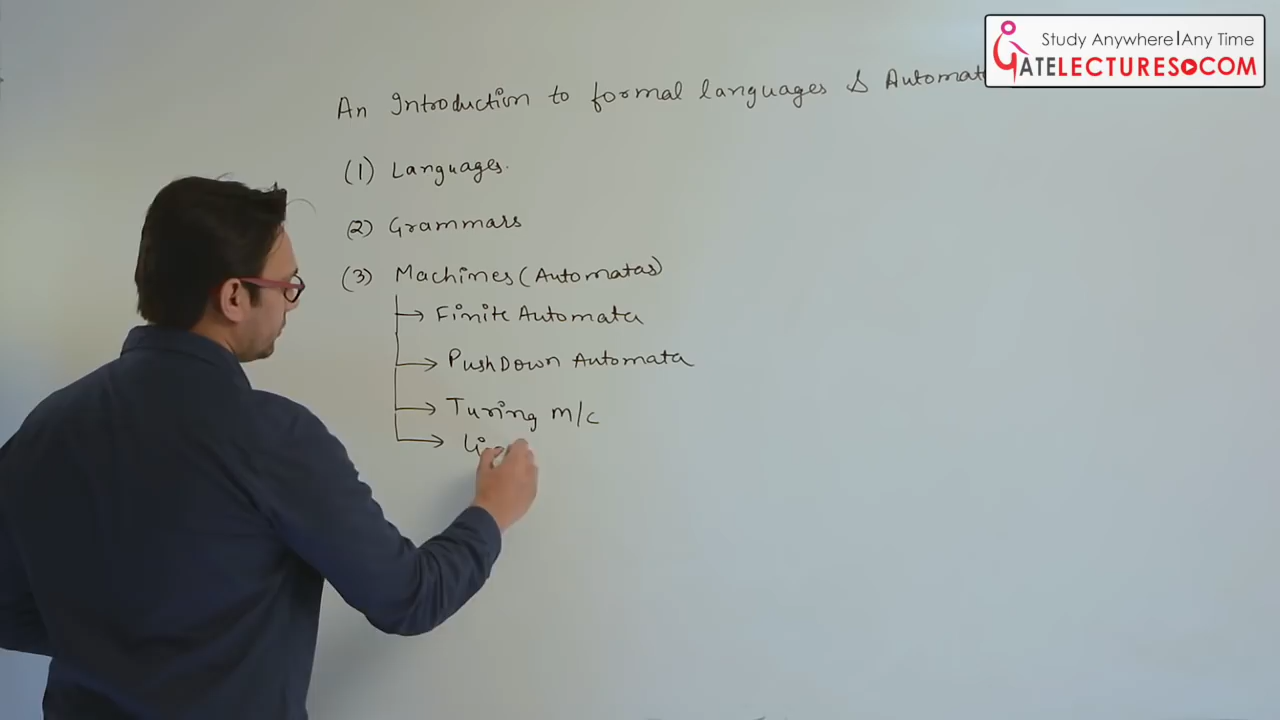 Study Anywhere|Any Time
GATELECTURES.COM
An Introduction to formal languages & Automat
(1) Languages.
(2) Grammars
(3) Machines (Automatas)
Finite Automata
PushDown Automata
Turing m/c